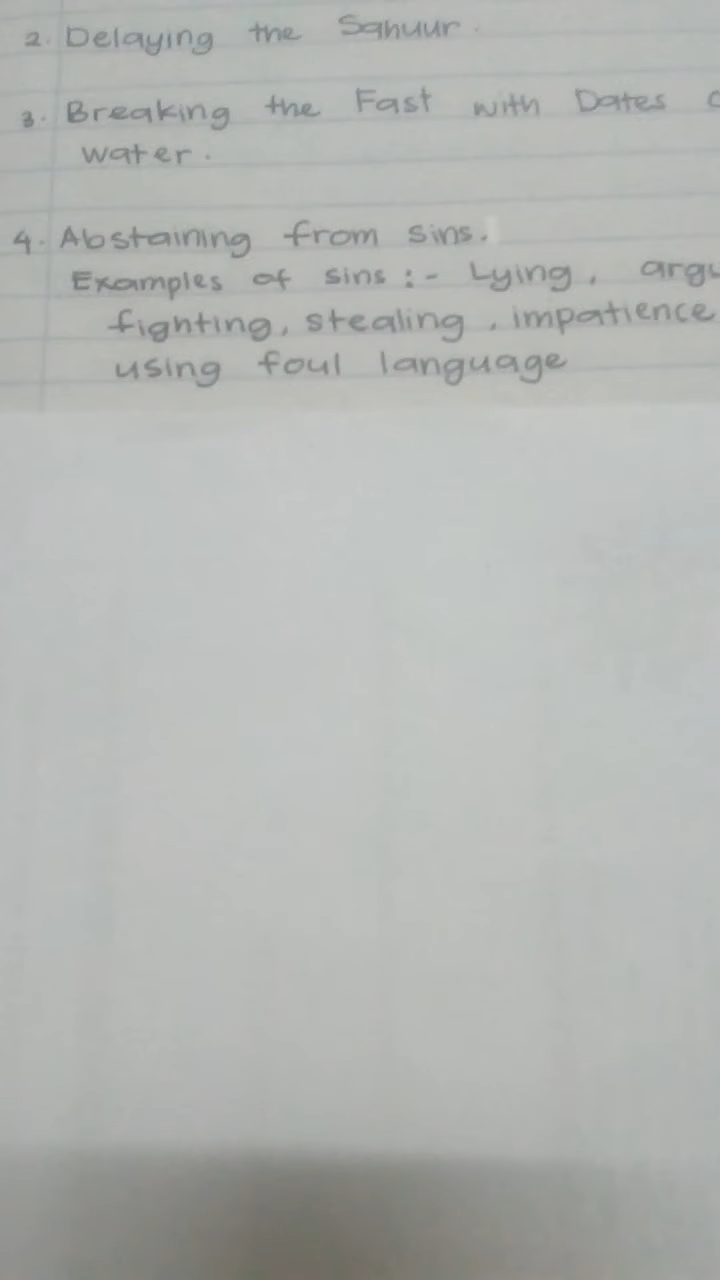 2. Delaying the Sahuur.
3. Breaking the Fast with Dates
water.
4. Abstaining from sins.
Examples of sins :- Lying,
fighting, stealing, impatience
using foul language